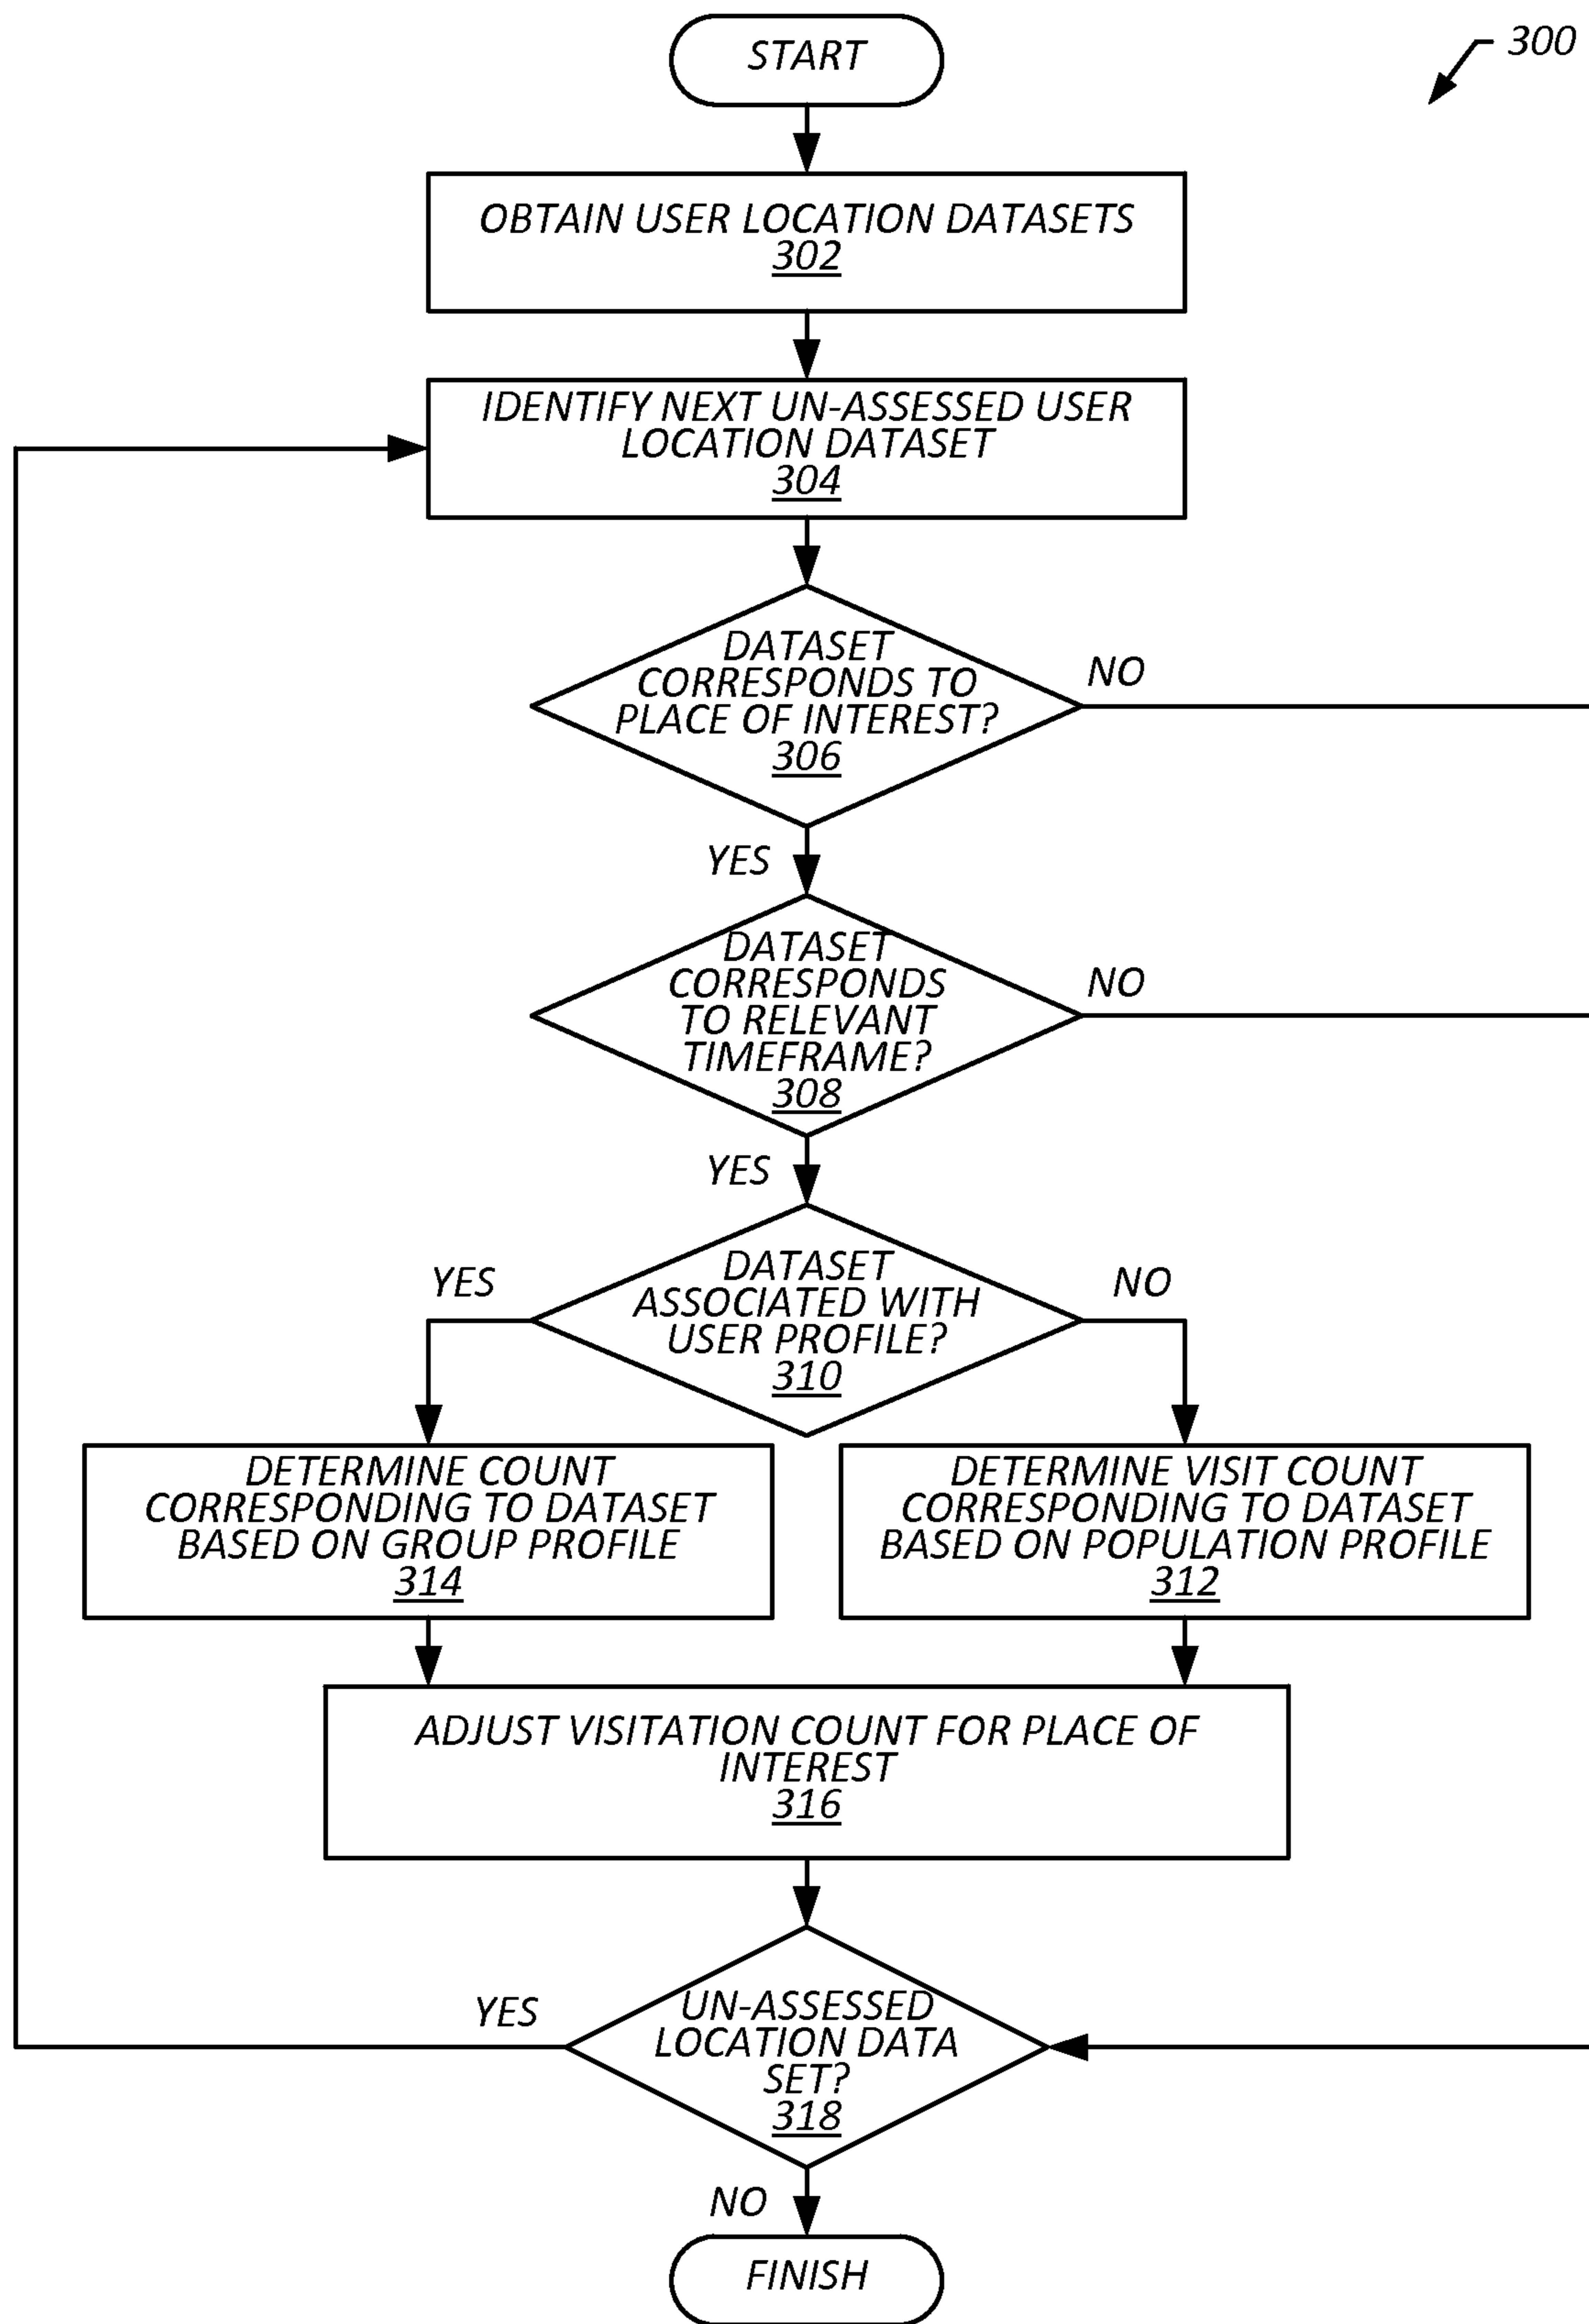 START
300
OBTAIN USER LOCATION DATASETS
302
IDENTIFY NEXT UN-ASSESSED USER
LOCATION DATASET
304
DATASET
CORRESPONDS TO
PLACE OF INTEREST?
306
NO
YES
DATASET
CORRESPONDS
TO RELEVANT
TIMEFRAME?
308
NO
YES
DATASET
ASSOCIATED WITH
USER PROFILE?
310
YES
NO
DETERMINE COUNT
CORRESPONDING TO DATASET
BASED ON GROUP PROFILE
314
DETERMINE VISIT COUNT
CORRESPONDING TO DATASET
BASED ON POPULATION PROFILE
312
ADJUST VISITATION COUNT FOR PLACE OF
INTEREST
316
YES
UN-ASSESSED
LOCATION DATA
SET?
318
NO
FINISH